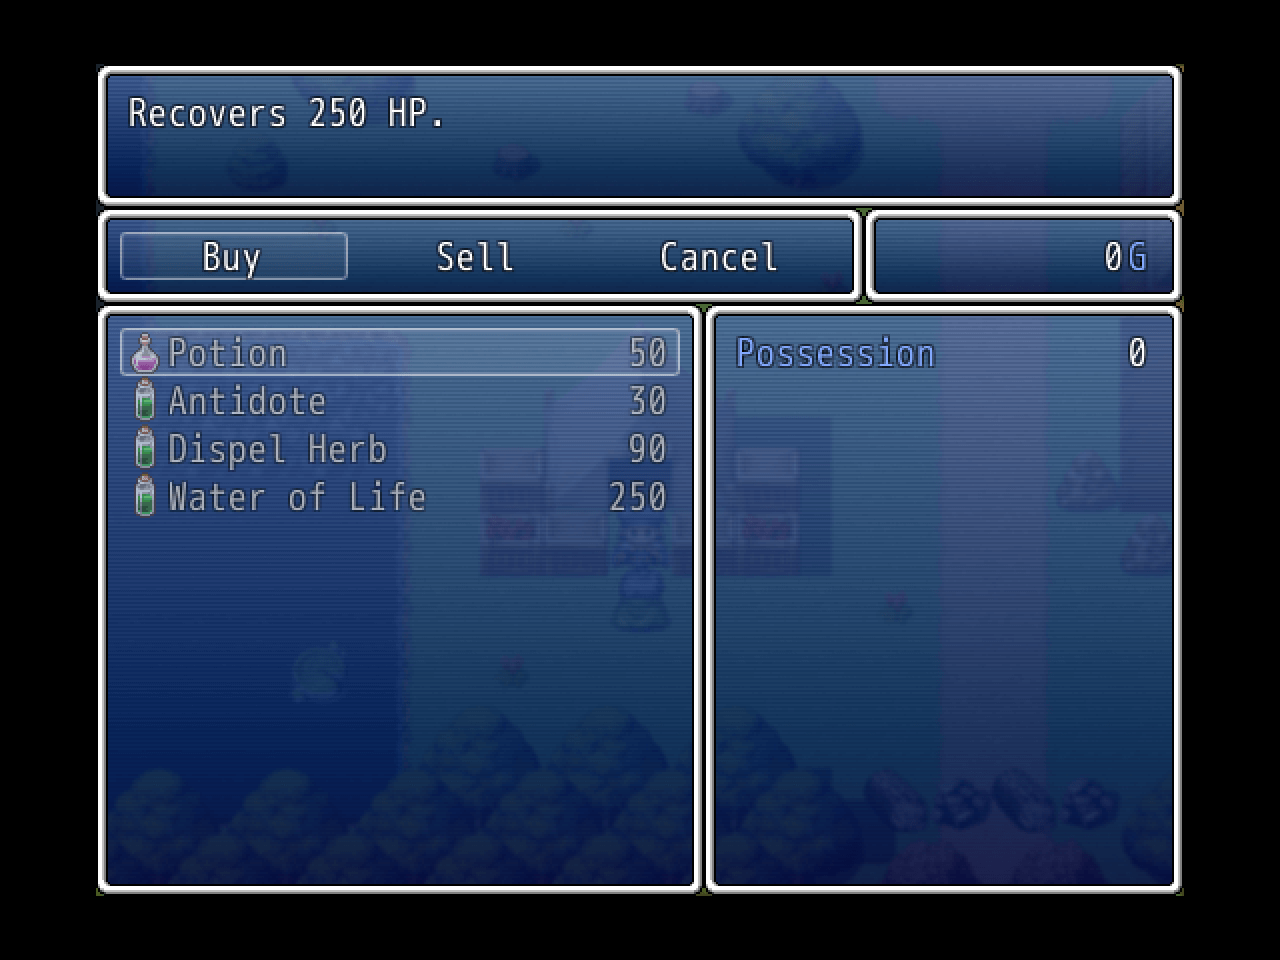 Recovers 250 HP.
Buy Sell Cancel 0G
Potion 50
Antidote 30
Dispel Herb 90
Water of Life 250
Possession 0